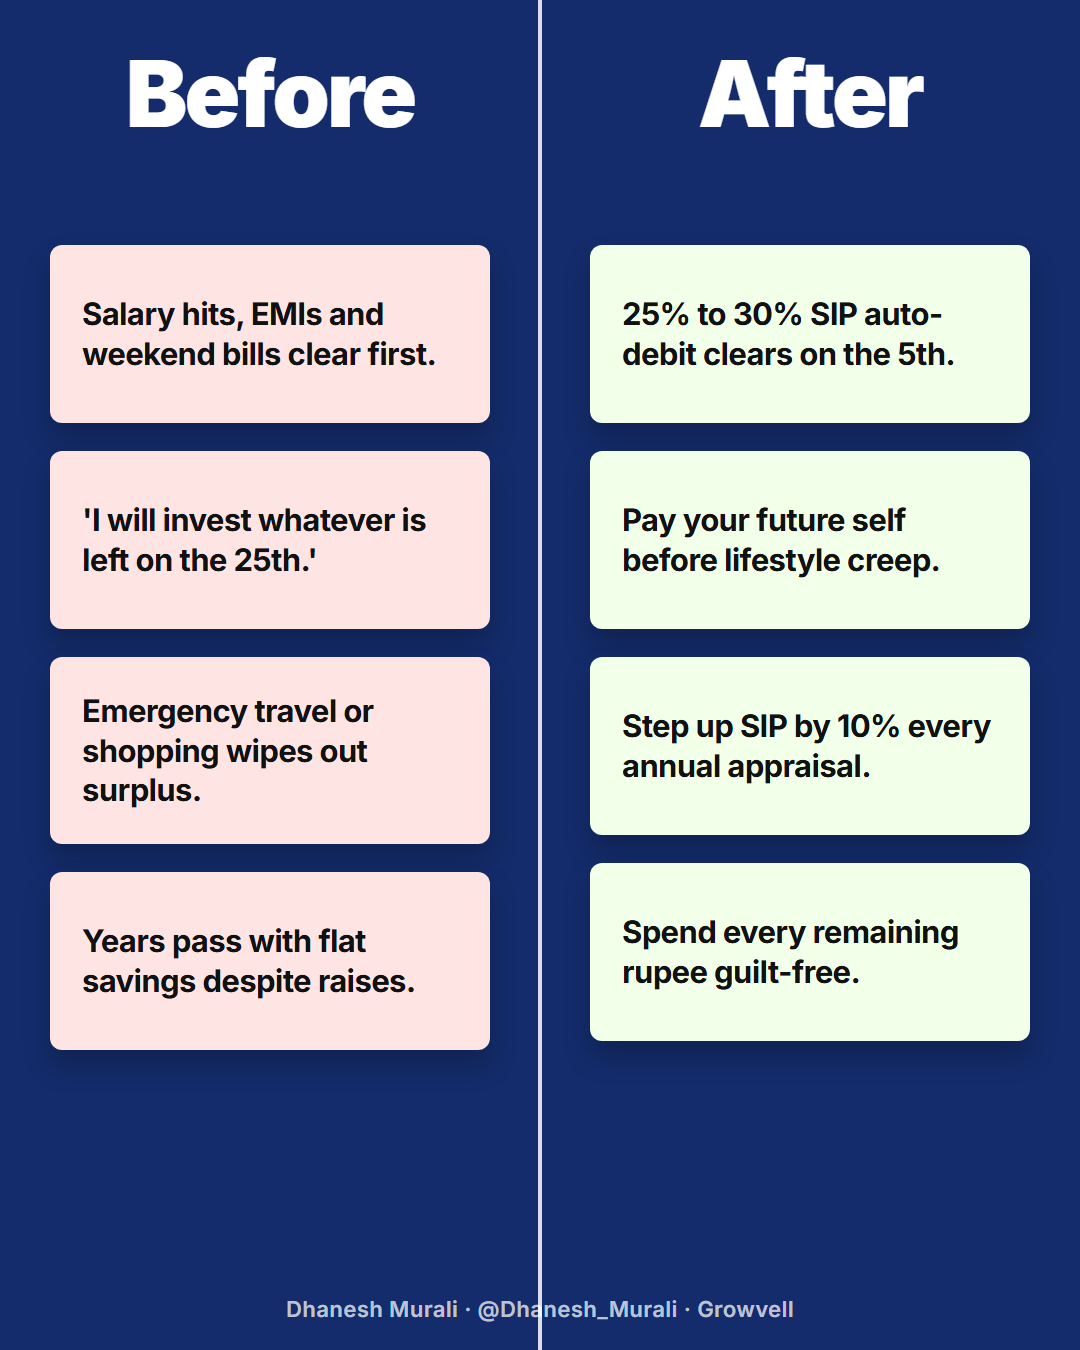 Before
Salary hits, EMIs and
weekend bills clear first.
'I will invest whatever is
left on the 25th.'
Emergency travel or
shopping wipes out
surplus.
Years pass with flat
savings despite raises.
After
25% to 30% SIP auto-
debit clears on the 5th.
Pay your future self
before lifestyle creep.
Step up SIP by 10% every
annual appraisal.
Spend every remaining
rupee guilt-free.
Dhanesh Murali · @Dhanesh_Murali · Growvell